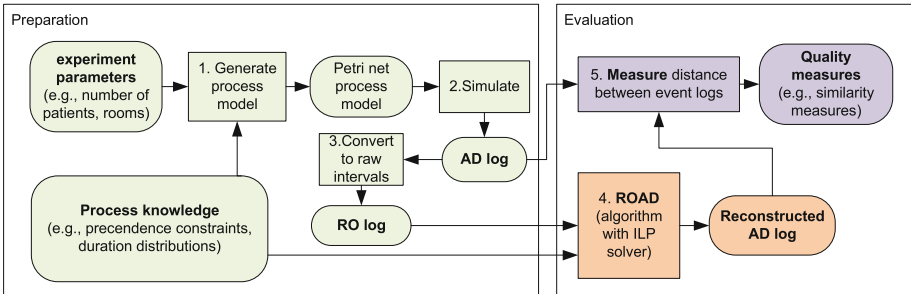 Preparation
experiment
parameters
(e.g., number of
patients, rooms)
1. Generate
process
model
Petri net
process
model
2.Simulate
3.Convert
to raw
intervals
AD log
RO log
Process knowledge
(e.g., precendence constraints,
duration distributions)
Evaluation
5. Measure distance
between event logs
Quality
measures
(e.g., similarity
measures)
4. ROAD
(algorithm
with ILP
solver)
Reconstructed
AD log